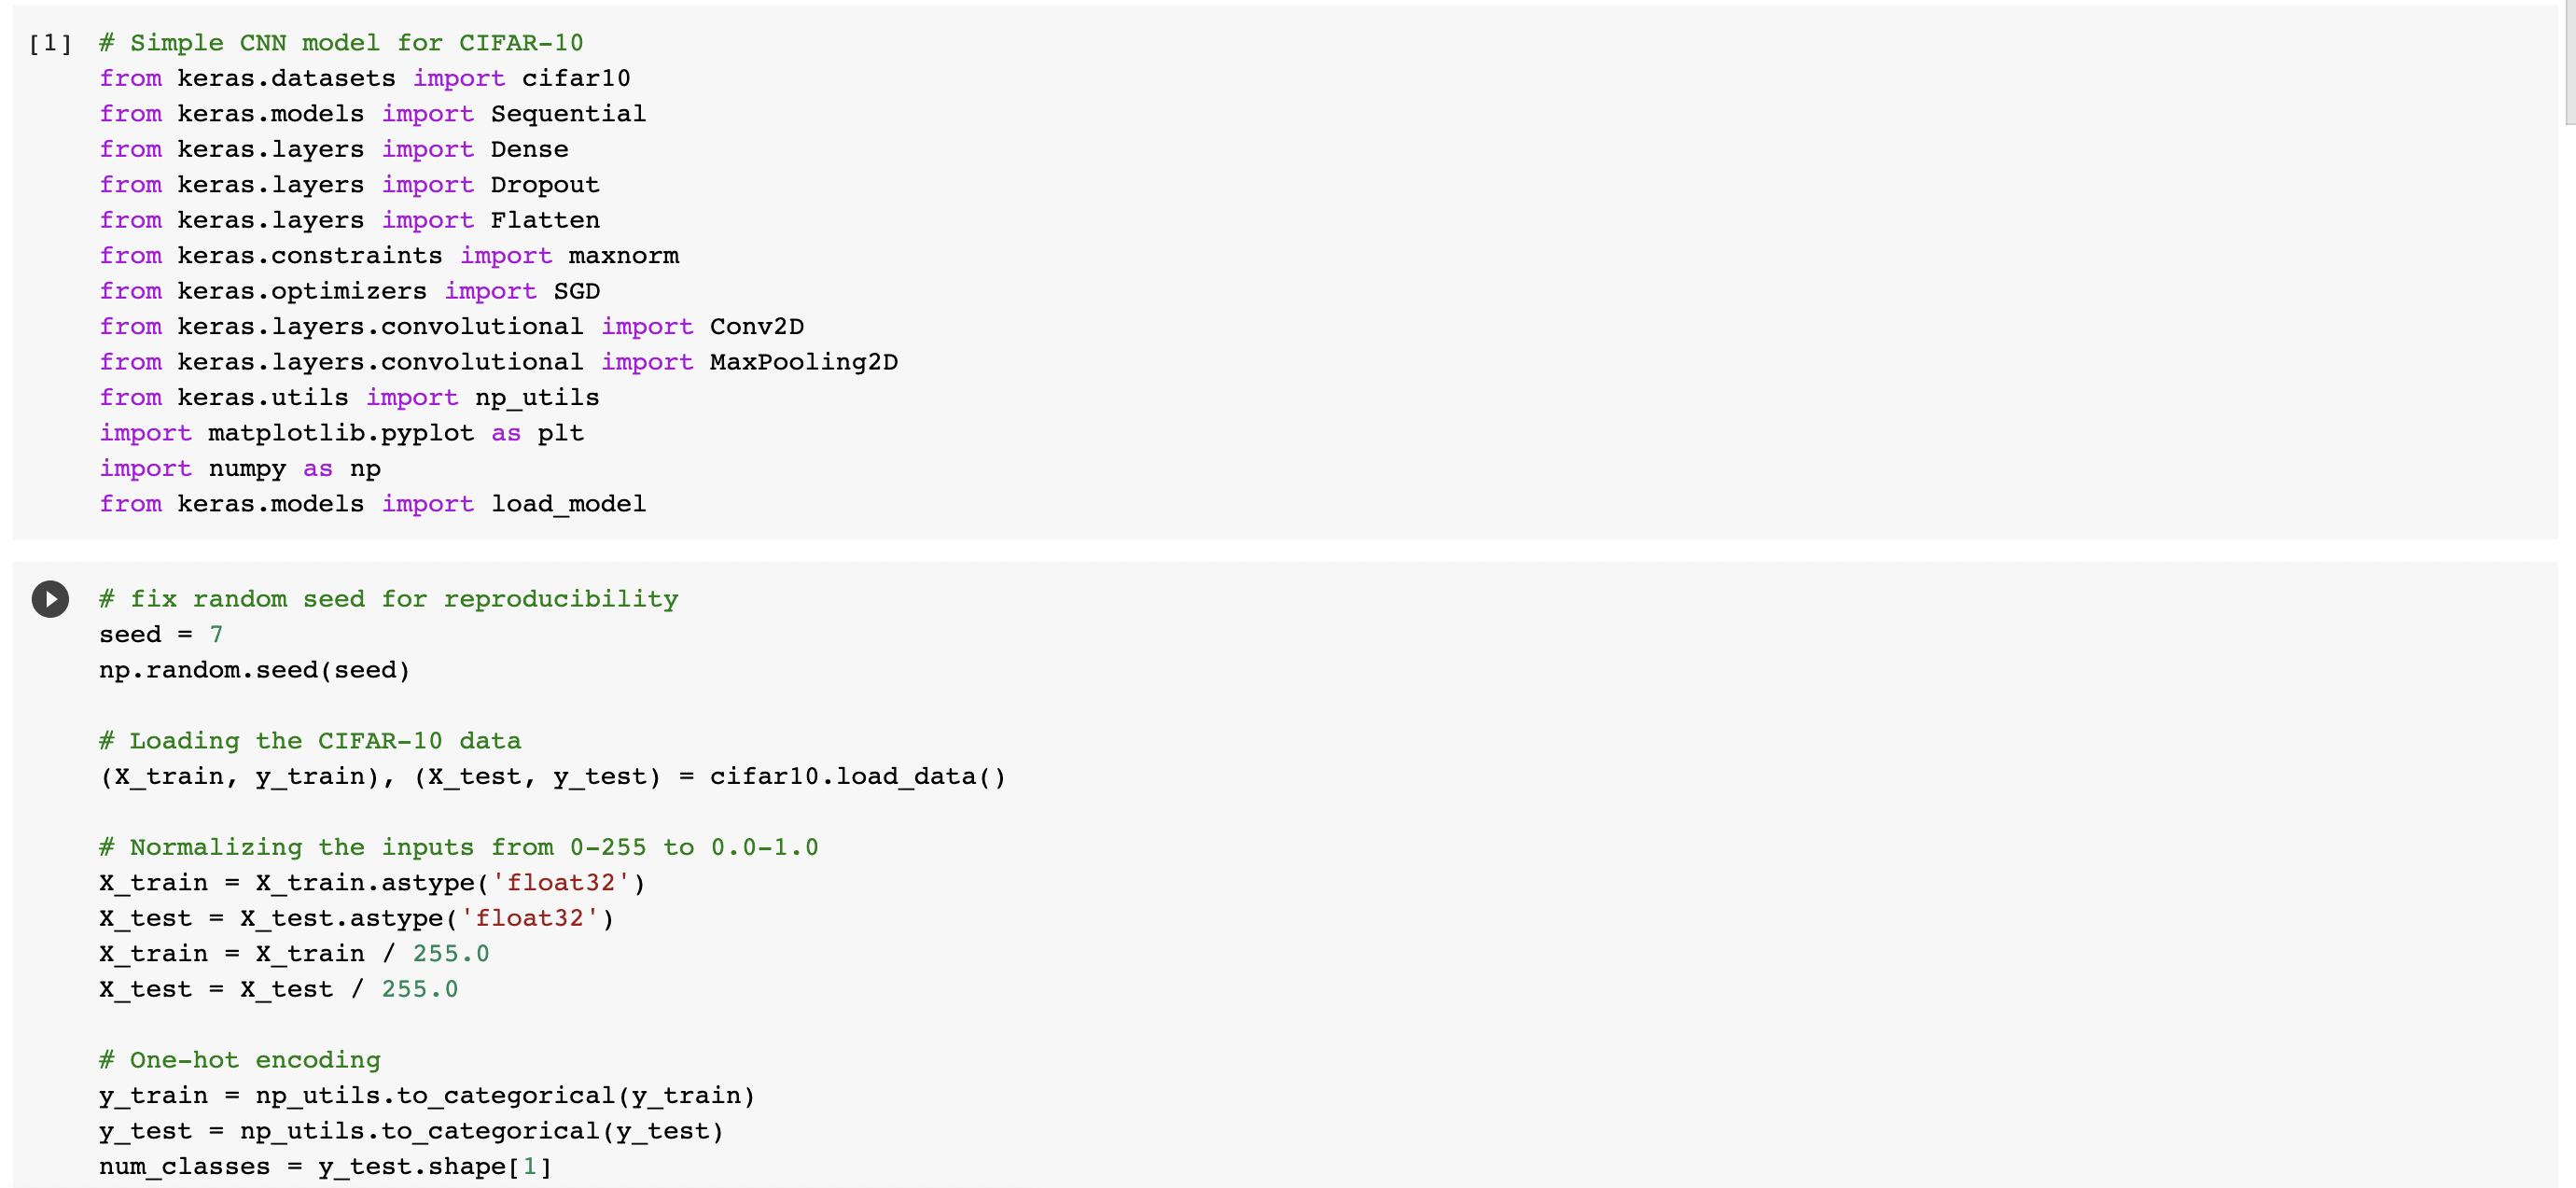 [1] # Simple CNN model for CIFAR-10
from keras.datasets import cifar10
from keras.models import Sequential
from keras.layers import Dense
from keras.layers import Dropout
from keras.layers import Flatten
from keras.constraints import maxnorm
from keras.optimizers import SGD
from keras.layers.convolutional import Conv2D
from keras.layers.convolutional import MaxPooling2D
from keras.utils import np_utils
import matplotlib.pyplot as plt
import numpy as np
from keras.models import load_model
# fix random seed for reproducibility
seed = 7
np.random.seed(seed)
# Loading the CIFAR-10 data
(X_train, y_train), (X_test, y_test) = cifar10.load_data()
# Normalizing the inputs from 0-255 to 0.0-1.0
X_train = X_train.astype('float32')
X_test = X_test.astype('float32')
X_train = X_train / 255.0
X_test = X_test / 255.0
# One-hot encoding
y_train = np_utils.to_categorical(y_train)
y_test = np_utils.to_categorical(y_test)
num_classes = y_test.shape[1]